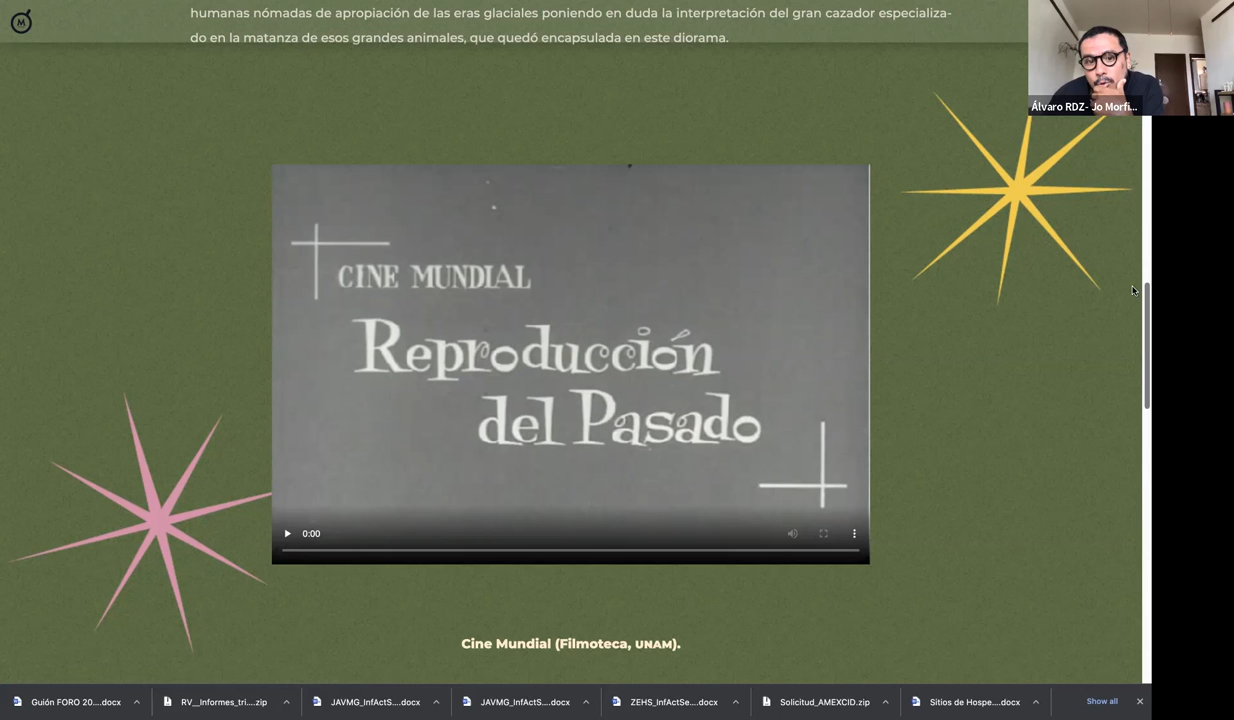 humanas nómadas de apropiación de las eras glaciales poniendo en duda la interpretación del gran cazador especializa-
do en la matanza de esos grandes animales, que quedó encapsulada en este diorama.
M
Álvaro RDZ- Jo Morfi...
CINE MUNDIAL
Reproducción
del Pasado
0:00
Cine Mundial (Filmoteca, UNAM).
Guión FORO 20....docx
RV__Informes_tri....zip
JAVMG_InfActS....docx
JAVMG_InfActS....docx
ZEHS_InfActSe....docx
Solicitud_AMEXCID.zip
Sitios de Hospe....docx
Show all